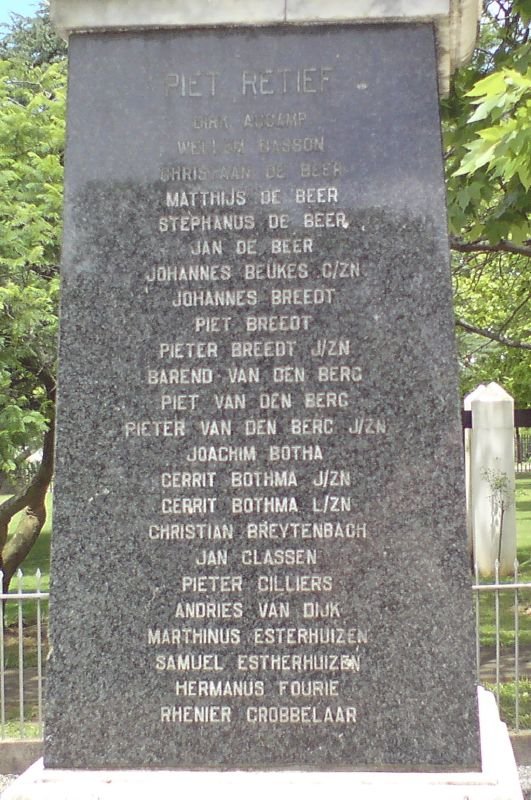 PIET RETIEF
DIRK AUCAMP
WILLEM BASSON
CHRISTIAAN DE BEER
MATTHIJS DE BEER
STEPHANUS DE BEER
JAN DE BEER
JOHANNES BEUKES C/ZN
JOHANNES BREEDT
PIET BREEDT
PIETER BREEDT J/ZN
BAREND VAN DEN BERG
PIET VAN DEN BERG
PIETER VAN DEN BERG J/ZN
JOACHIM BOTHA
GERRIT BOTHMA J/ZN
GERRIT BOTHMA L/ZN
CHRISTIAN BREYTENBACH
JAN CLASSEN
PIETER CILLIERS
ANDRIES VAN DIJK
MARTHINUS ESTERHUIZEN
SAMUEL ESTHERHUIZEN
HERMANUS FOURIE
RHENIER GROBBELAAR